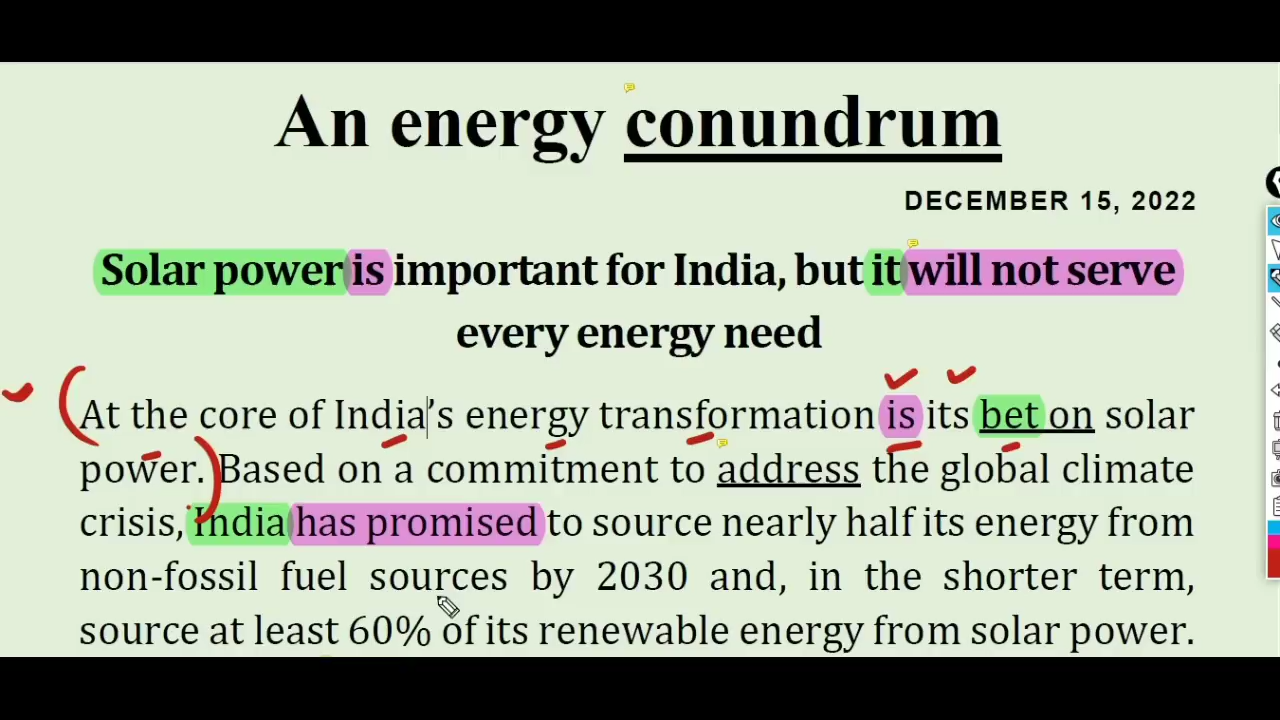 An energy conundrum
DECEMBER 15, 2022
Solar power is important for India, but it will not serve
every energy need
At the core of India’s energy transformation is its bet on solar
power. Based on a commitment to address the global climate
crisis, India has promised to source nearly half its energy from
non-fossil fuel sources by 2030 and, in the shorter term,
source at least 60% of its renewable energy from solar power.